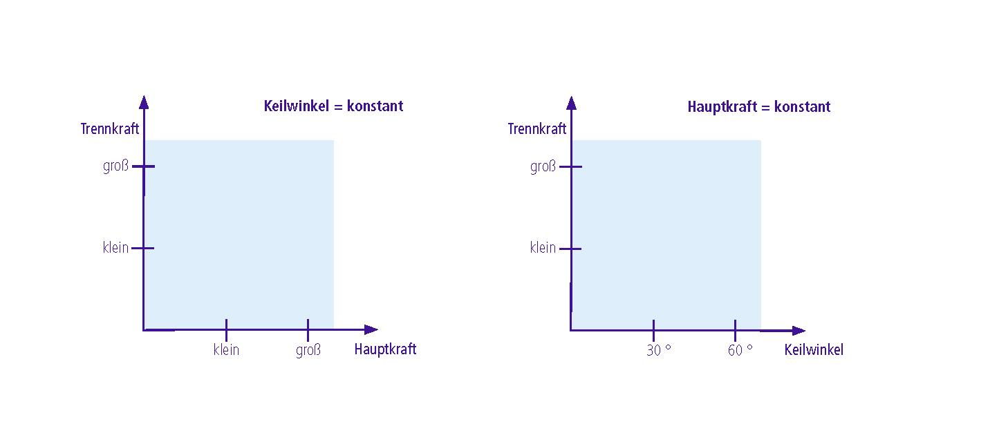 Keilwinkel = konstant
Trennkraft
groß
klein
klein groß
Hauptkraft
Hauptkraft = konstant
Trennkraft
groß
klein
30 ° 60 °
Keilwinkel